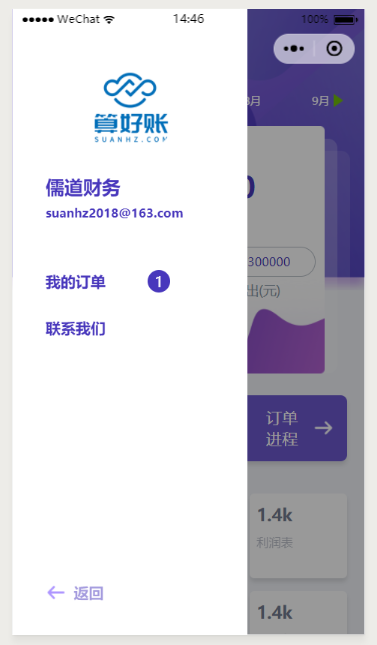 WeChat
14:46
100%
算好账
SUANHZ.COM
儒道财务
suanhz2018@163.com
我的订单
1
联系我们
返回
月
9月
300000
出(元)
订单
进程
1.4k
利润表
1.4k